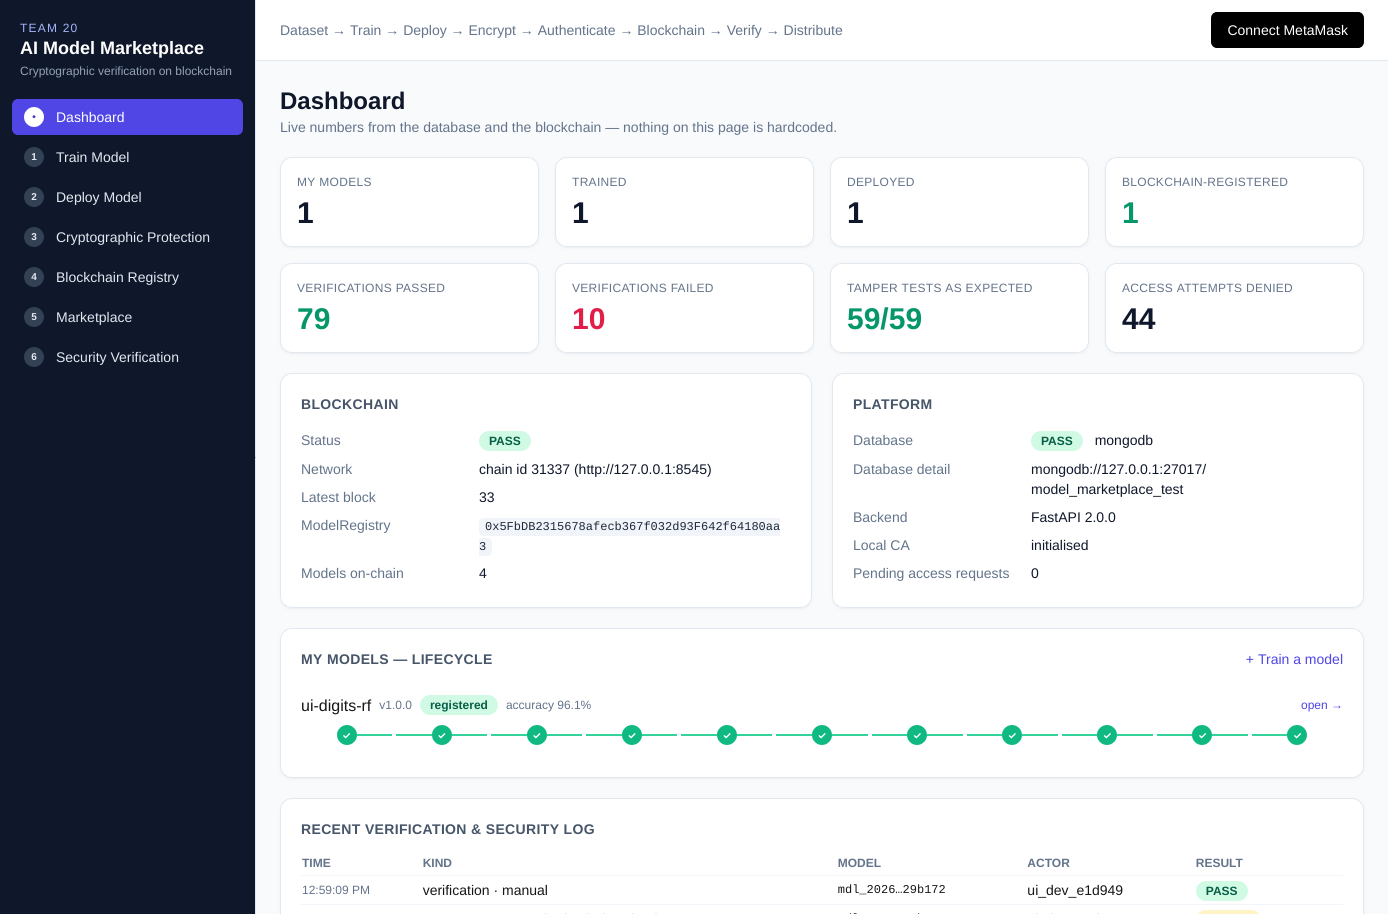 TEAM 20
AI Model Marketplace
Cryptographic verification on blockchain
Dashboard
1 Train Model
2 Deploy Model
3 Cryptographic Protection
4 Blockchain Registry
5 Marketplace
6 Security Verification
Dataset → Train → Deploy → Encrypt → Authenticate → Blockchain → Verify → Distribute
Connect MetaMask
Dashboard
Live numbers from the database and the blockchain — nothing on this page is hardcoded.
MY MODELS
1
TRAINED
1
DEPLOYED
1
BLOCKCHAIN-REGISTERED
1
VERIFICATIONS PASSED
79
VERIFICATIONS FAILED
10
TAMPER TESTS AS EXPECTED
59/59
ACCESS ATTEMPTS DENIED
44
BLOCKCHAIN
Status PASS
Network chain id 31337 (http://127.0.0.1:8545)
Latest block 33
ModelRegistry 0x5FbDB2315678afecb367f032d93F642f64180aa
3
Models on-chain 4
PLATFORM
Database PASS mongodb
Database detail mongodb://127.0.0.1:27017/
model_marketplace_test
Backend FastAPI 2.0.0
Local CA initialised
Pending access requests 0
MY MODELS — LIFECYCLE
+ Train a model
ui-digits-rf v1.0.0 registered accuracy 96.1%
open →
RECENT VERIFICATION & SECURITY LOG
TIME KIND MODEL ACTOR RESULT
12:59:09 PM verification · manual mdl_2026…29b172 ui_dev_e1d949 PASS